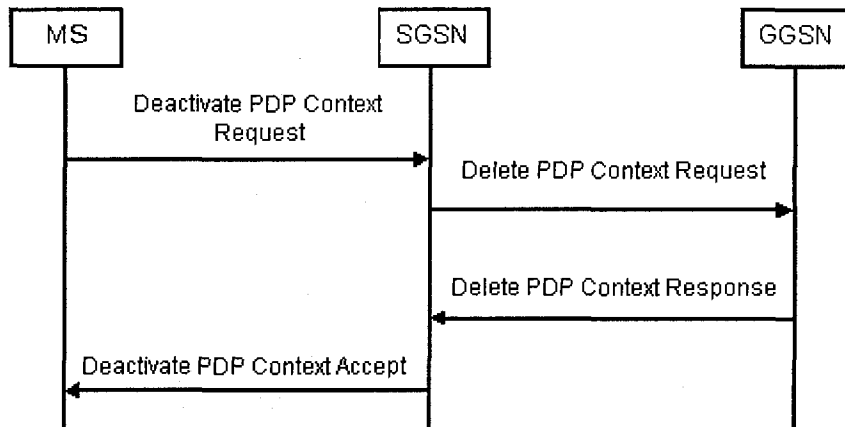 MS
SGSN
GGSN
Deactivate PDP Context
Request
Delete PDP Context Request
Delete PDP Context Response
Deactivate PDP Context Accept